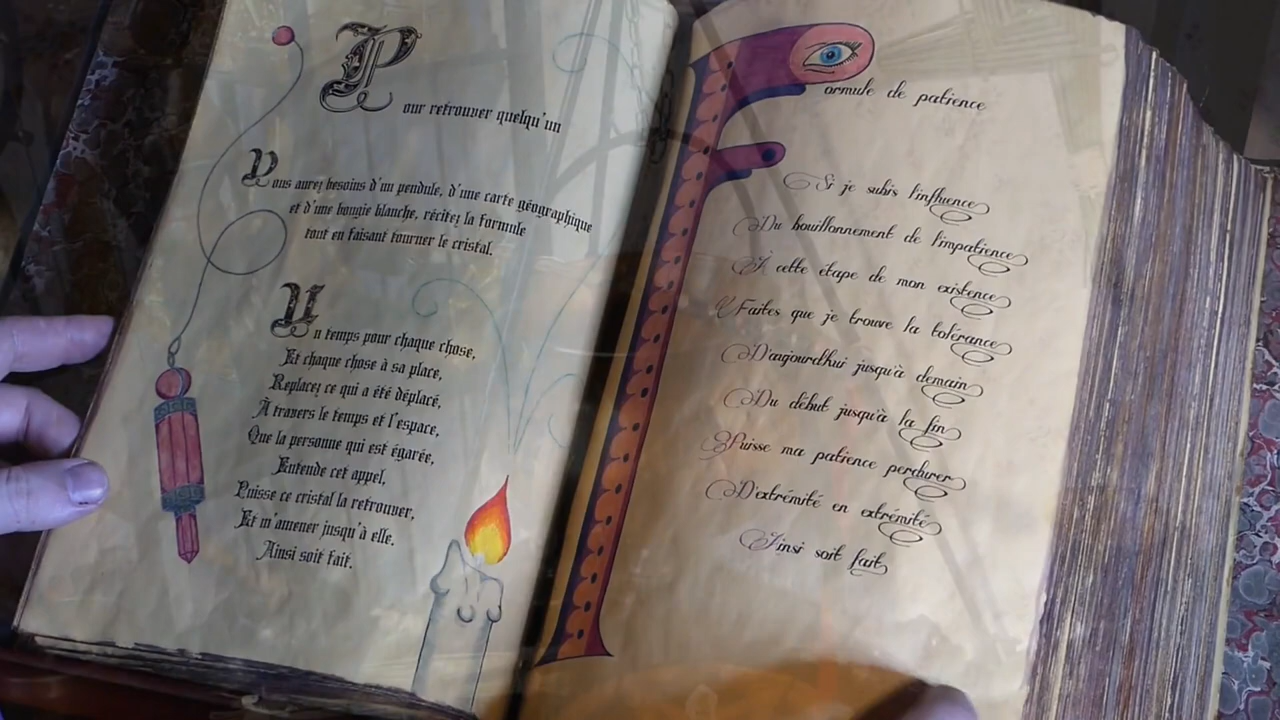 Pour retrouver quelqu'un
Vous aurez besoins d'un pendule, d'une carte géographique
et d'une bougie blanche, récitez la formule
tout en faisant tourner le cristal.
Un temps pour chaque chose,
Et chaque chose à sa place,
Replacez ce qui a été déplacé,
À travers le temps et l'espace,
Que la personne qui est égarée,
Entende cet appel,
Puisse ce cristal la retrouver,
Et m'amener jusqu'à elle.
Ainsi soit fait.
Formule de patience
Si je subis l'influence
Du bouillonnement de l'impatience
À cette étape de mon existence
Faites que je trouve la tolérance
D'aujourd'hui jusqu'à demain
Du début jusqu'à la fin
Puisse ma patience perdurer
D'extrémité en extrémité
Ainsi soit fait